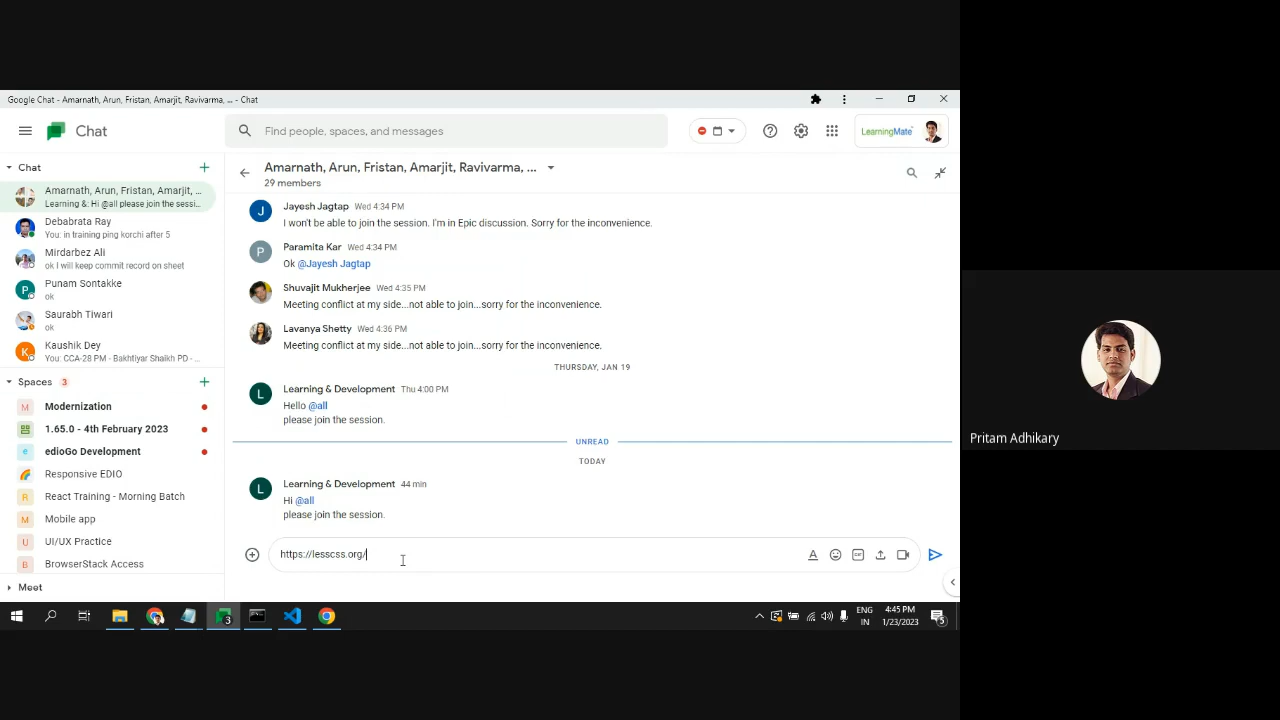 Google Chat - Amarnath, Arun, Fristan, Amarjit, Ravivarma, ... - Chat
Chat
Find people, spaces, and messages
LearningMate
Chat
Amarnath, Arun, Fristan, Amarjit, ...
Learning &: Hi @all please join the sessi...
Debabrata Ray
You: in training ping korchi after 5
Mirdarbez Ali
ok I will keep commit record on sheet
Punam Sontakke
ok
Saurabh Tiwari
ok
Kaushik Dey
You: CCA-28 PM - Bakhtiyar Shaikh PD - ...
Spaces 3
M Modernization
1.65.0 - 4th February 2023
e edioGo Development
Responsive EDIO
R React Training - Morning Batch
M Mobile app
U UI/UX Practice
B BrowserStack Access
Meet
Amarnath, Arun, Fristan, Amarjit, Ravivarma, ...
29 members
J Jayesh Jagtap Wed 4:34 PM
I won't be able to join the session. I'm in Epic discussion. Sorry for the inconvenience.
P Paramita Kar Wed 4:34 PM
Ok @Jayesh Jagtap
Shuvajit Mukherjee Wed 4:35 PM
Meeting conflict at my side...not able to join...sorry for the inconvenience.
Lavanya Shetty Wed 4:36 PM
Meeting conflict at my side...not able to join...sorry for the inconvenience.
THURSDAY, JAN 19
L Learning & Development Thu 4:00 PM
Hello @all
please join the session.
UNREAD
TODAY
L Learning & Development 44 min
Hi @all
please join the session.
https://lesscss.org/
GIF
3
ENG
IN
4:45 PM
1/23/2023
5
Pritam Adhikary